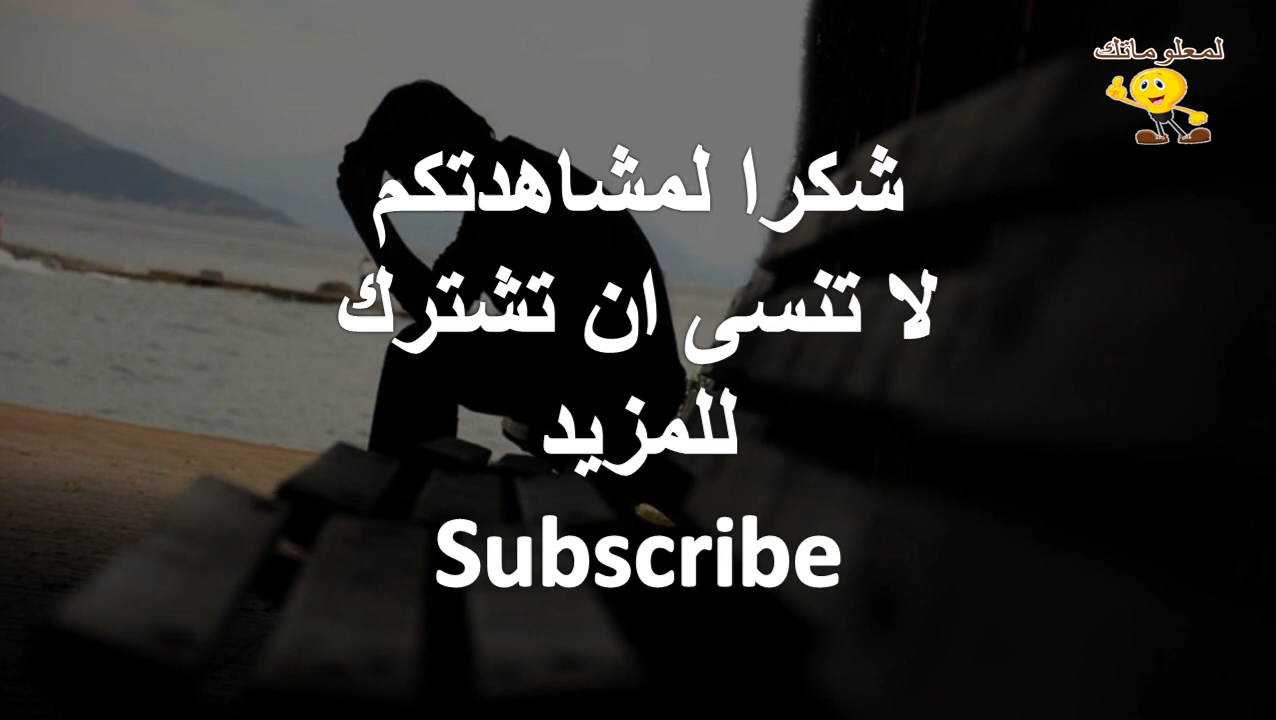 لمعلوماتك
شكرا لمشاهدتكم
لا تنسى ان تشترك
للمزيد
Subscribe